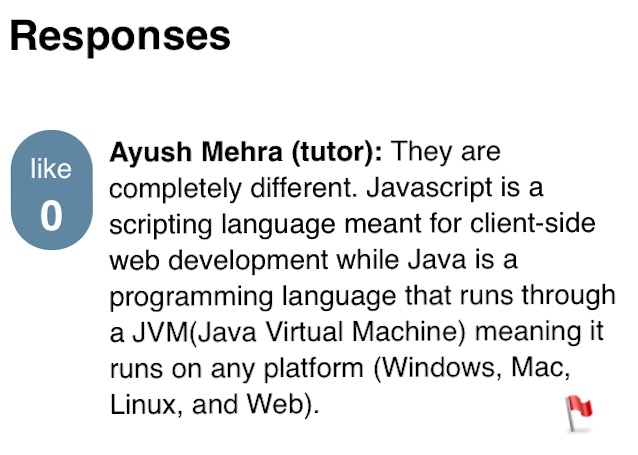 Responses
like
0
Ayush Mehra (tutor): They are
completely different. Javascript is a
scripting language meant for client-side
web development while Java is a
programming language that runs through
a JVM(Java Virtual Machine) meaning it
runs on any platform (Windows, Mac,
Linux, and Web).